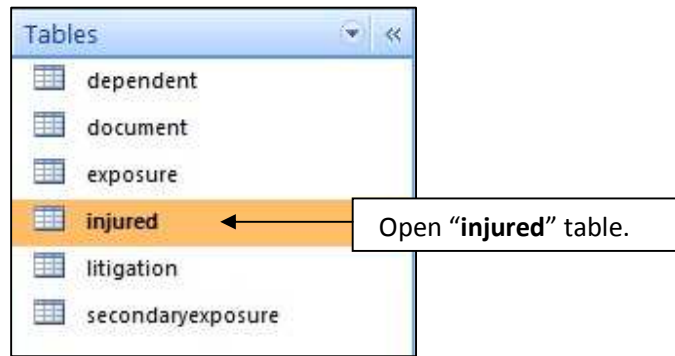 Tables
dependent
document
exposure
injured
Open “injured” table.
litigation
secondaryexposure